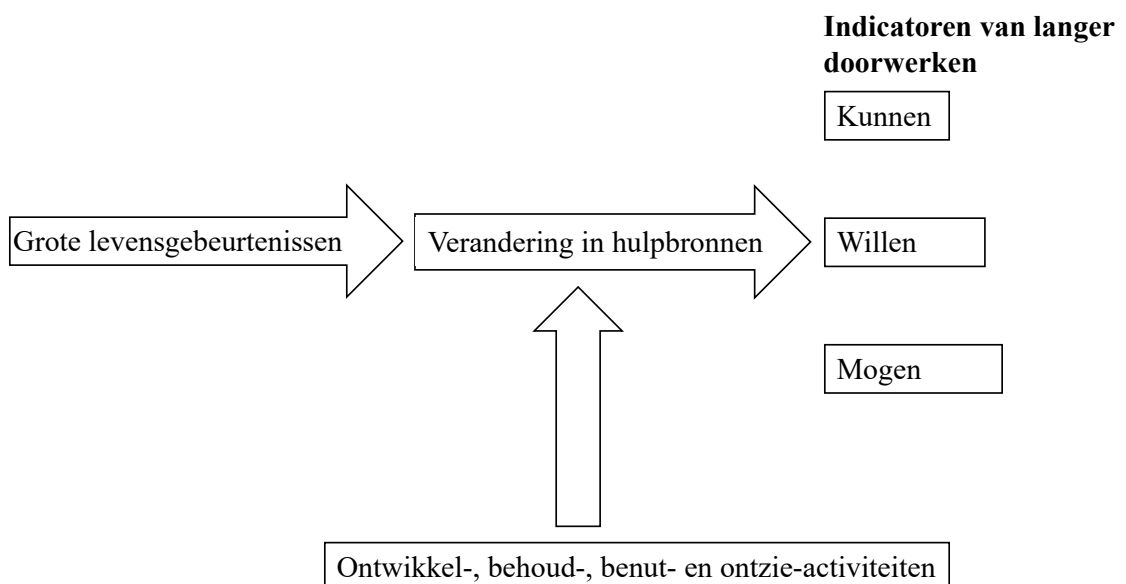 Indicatoren van langer
doorwerken
Kunnen
Grote levensgebeurtenissen
Verandering in hulpbronnen
Willen
Mogen
Ontwikkel-, behoud-, benut- en ontzie-activiteiten